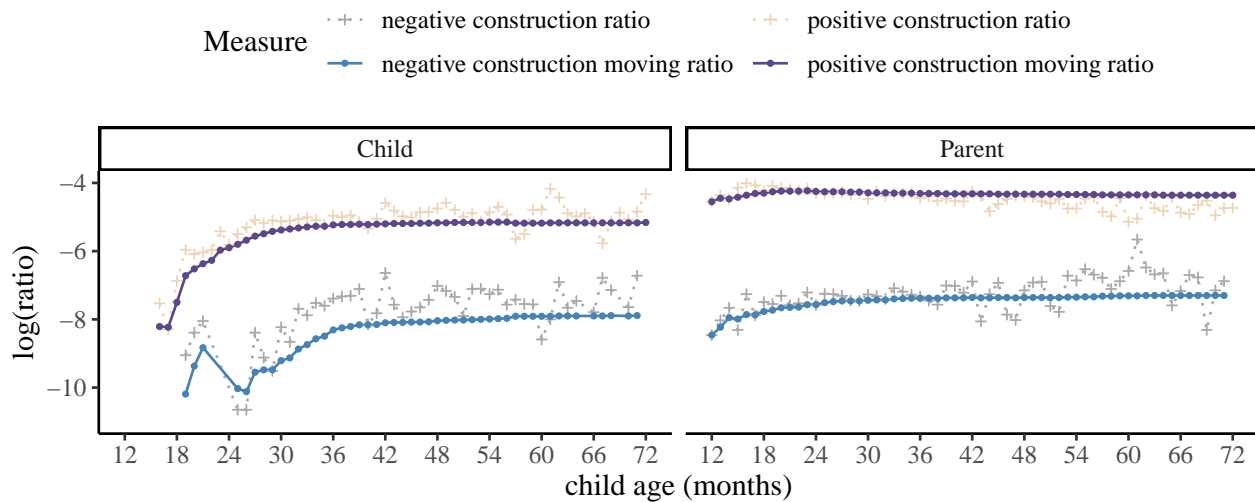 Measure
negative construction ratio
positive construction ratio
negative construction moving ratio
positive construction moving ratio
Child
Parent
log(ratio)
−4
−6
−8
−10
12 18 24 30 36 42 48 54 60 66 72
12 18 24 30 36 42 48 54 60 66 72
child age (months)